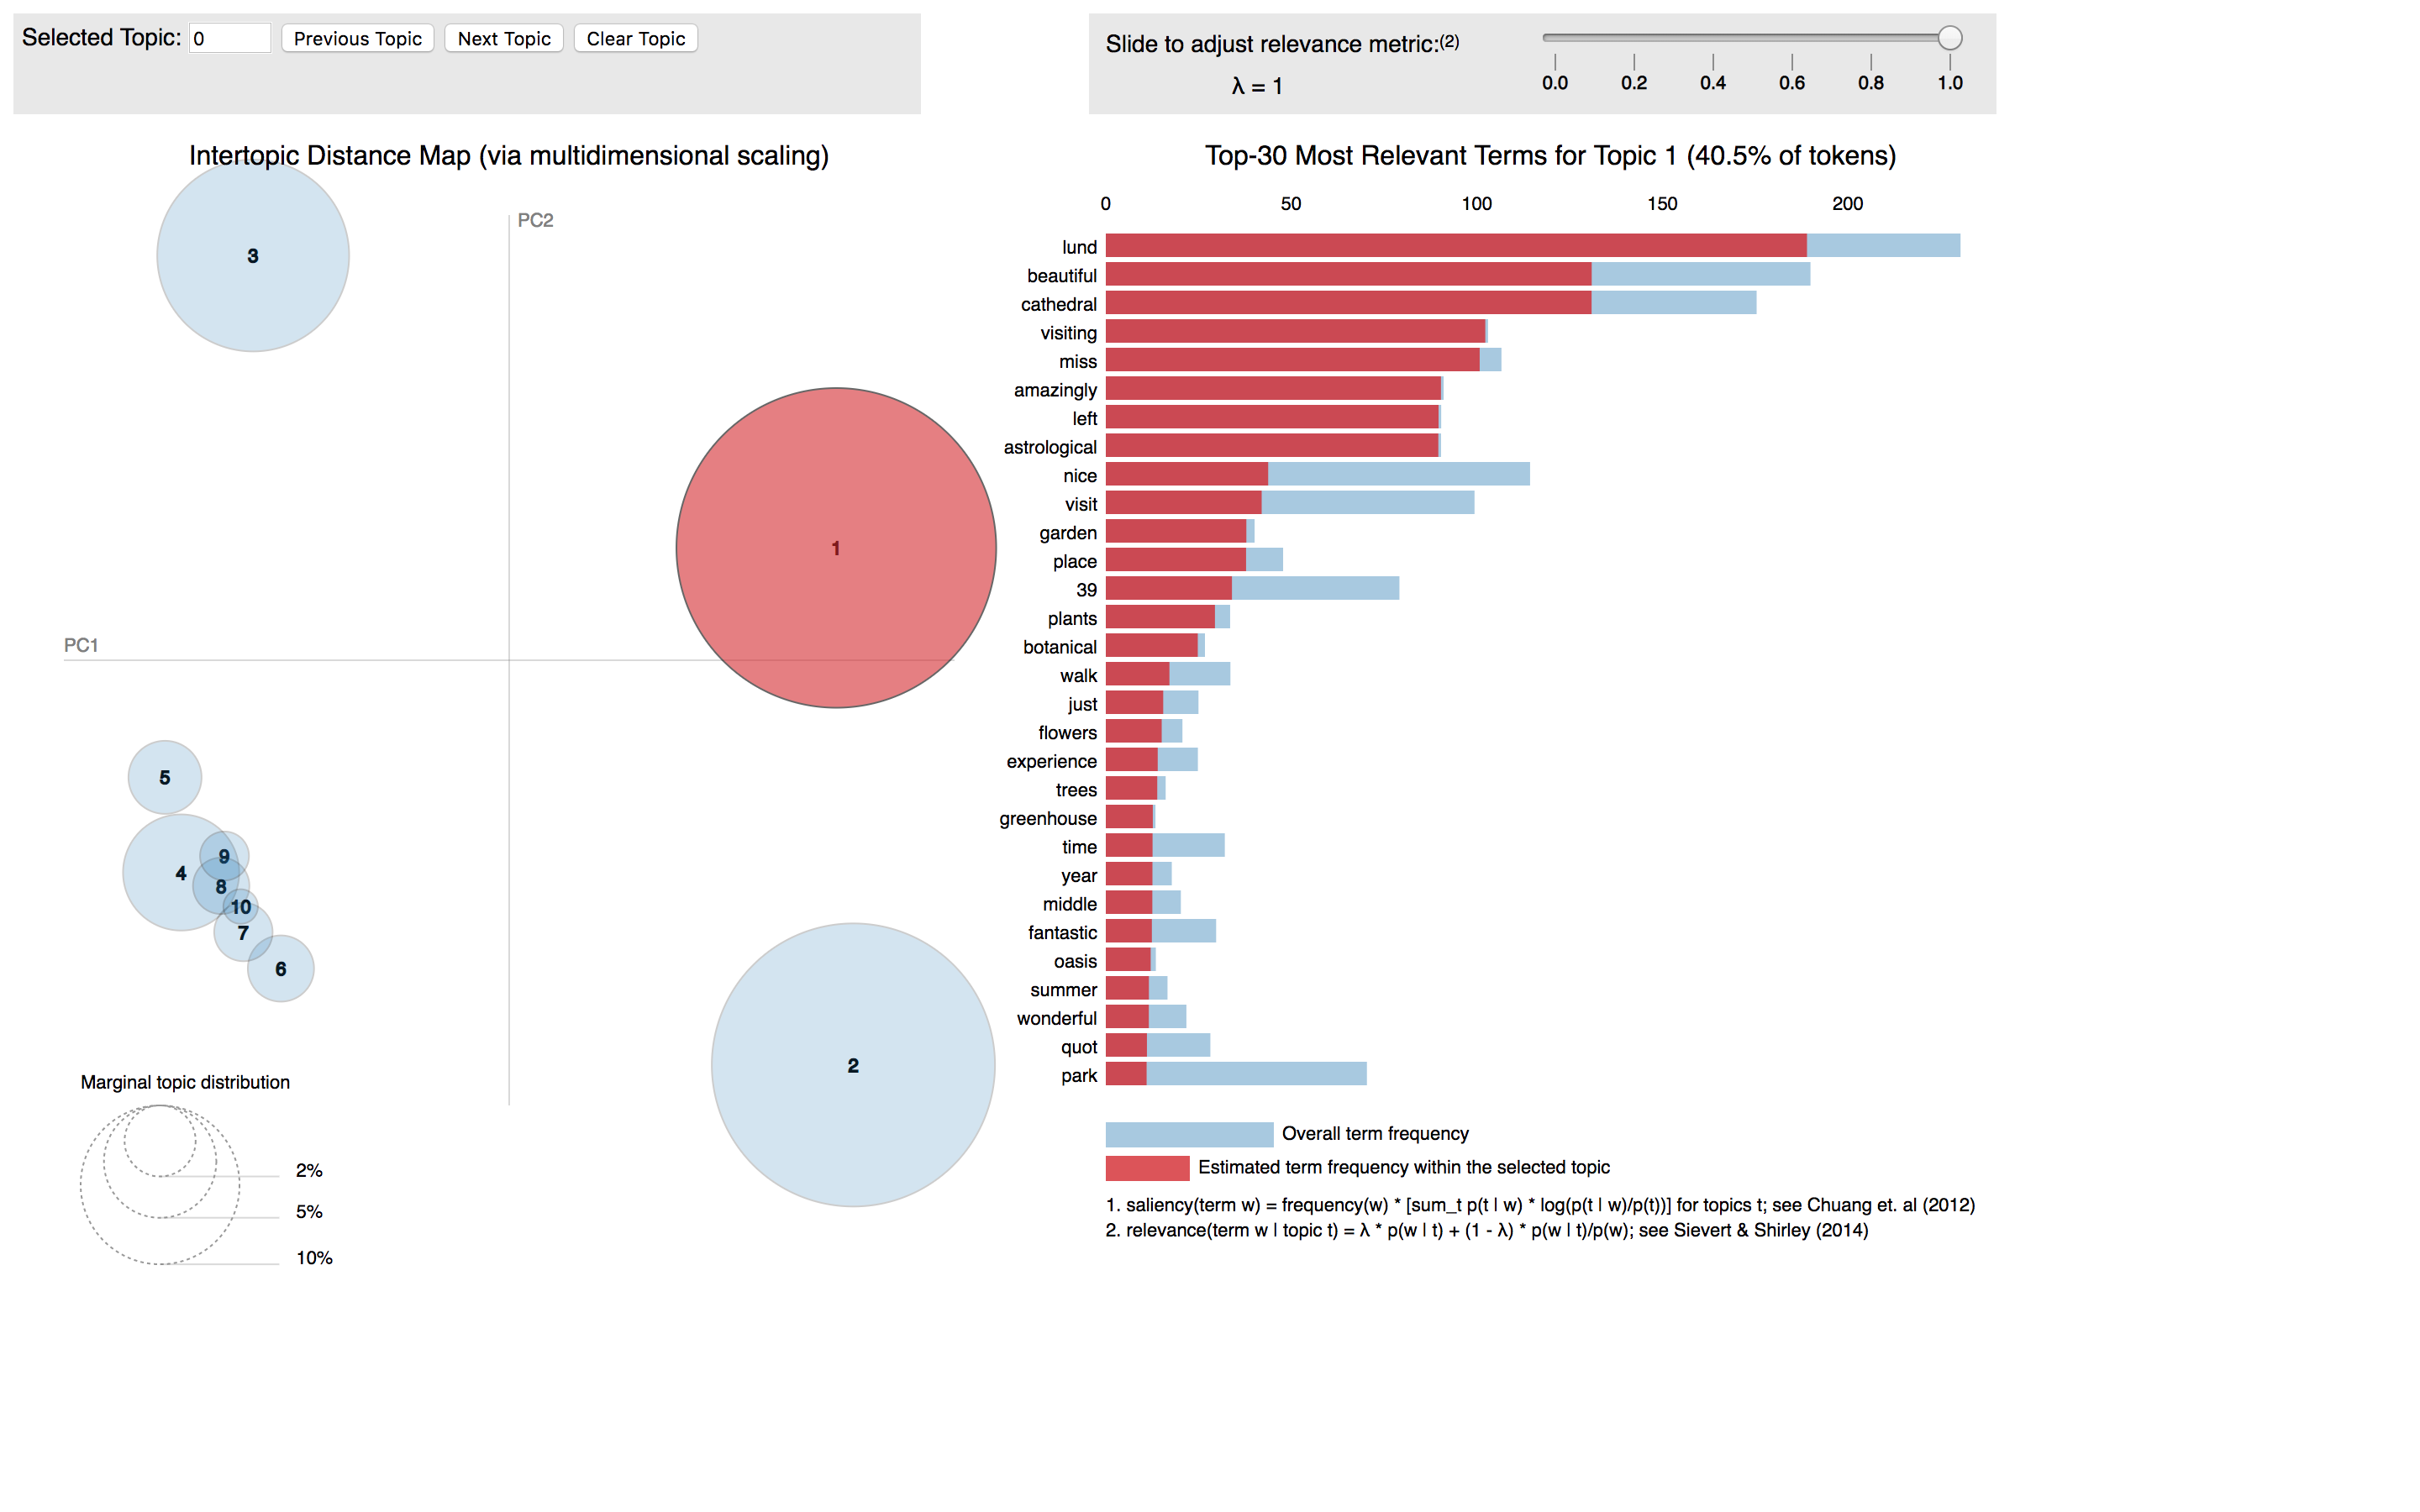 Selected Topic: 0 Previous Topic Next Topic Clear Topic
Slide to adjust relevance metric:(2)
λ = 1
0.0 0.2 0.4 0.6 0.8 1.0
Intertopic Distance Map (via multidimensional scaling)
PC2
PC1
3
1
5
4
9
8
10
7
6
2
Marginal topic distribution
2%
5%
10%
Top-30 Most Relevant Terms for Topic 1 (40.5% of tokens)
0 50 100 150 200
lund
beautiful
cathedral
visiting
miss
amazingly
left
astrological
nice
visit
garden
place
39
plants
botanical
walk
just
flowers
experience
trees
greenhouse
time
year
middle
fantastic
oasis
summer
wonderful
quot
park
Overall term frequency
Estimated term frequency within the selected topic
1. saliency(term w) = frequency(w) * [sum_t p(t | w) * log(p(t | w)/p(t))] for topics t; see Chuang et. al (2012)
2. relevance(term w | topic t) = λ * p(w | t) + (1 - λ) * p(w | t)/p(w); see Sievert & Shirley (2014)